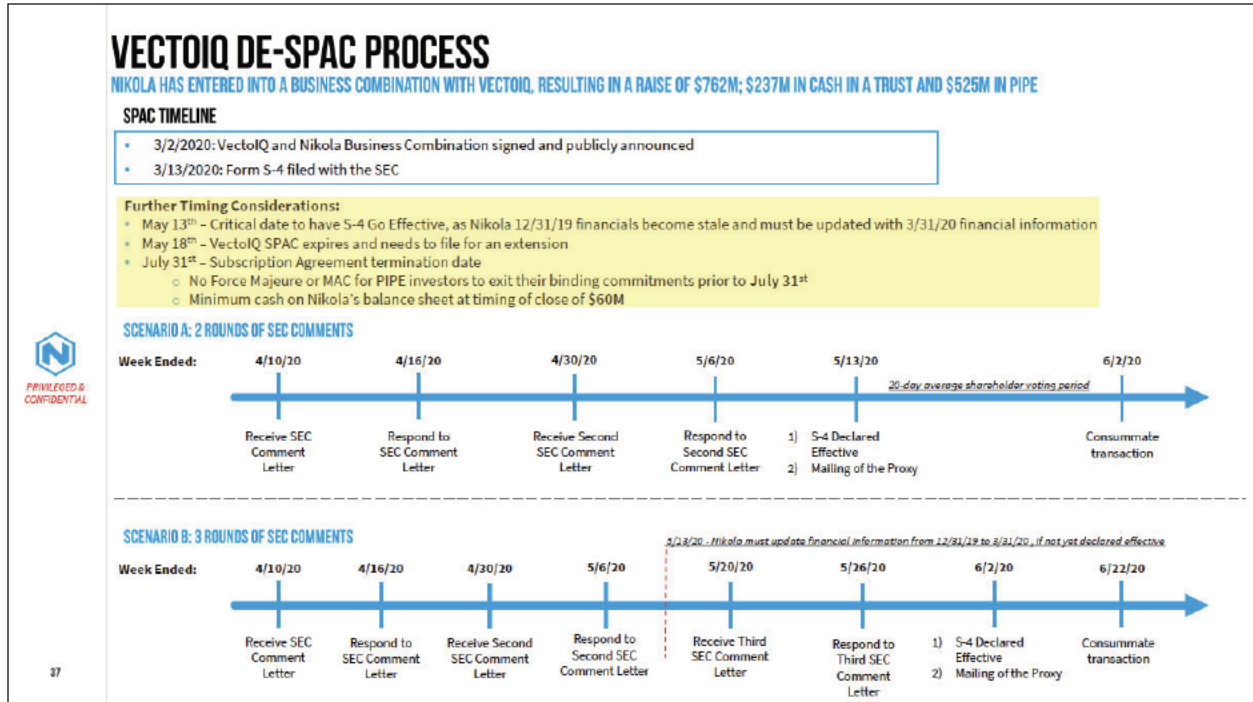 VECTOIQ DE-SPAC PROCESS
NIKOLA HAS ENTERED INTO A BUSINESS COMBINATION WITH VECTOIQ, RESULTING IN A RAISE OF $762M; $237M IN CASH IN A TRUST AND $525M IN PIPE
SPAC TIMELINE
• 3/2/2020: VectoIQ and Nikola Business Combination signed and publicly announced
• 3/13/2020: Form S-4 filed with the SEC
Further Timing Considerations:
• May 13th – Critical date to have S-4 Go Effective, as Nikola 12/31/19 financials become stale and must be updated with 3/31/20 financial information
• May 18th – VectoIQ SPAC expires and needs to file for an extension
• July 31st – Subscription Agreement termination date
o No Force Majeure or MAC for PIPE investors to exit their binding commitments prior to July 31st
o Minimum cash on Nikola's balance sheet at timing of close of $60M
SCENARIO A: 2 ROUNDS OF SEC COMMENTS
Week Ended: 4/10/20 4/16/20 4/30/20 5/6/20 5/13/20 6/2/20
20-day average shareholder voting period
N
PRIVILEGED &
CONFIDENTIAL
Receive SEC Respond to Receive Second Respond to 1) S-4 Declared Consummate
Comment SEC Comment SEC Comment Second SEC Effective transaction
Letter Letter Letter Comment Letter 2) Mailing of the Proxy
SCENARIO B: 3 ROUNDS OF SEC COMMENTS
5/13/20 - Nikola must update financial information from 12/31/19 to 3/31/20, if not yet declared effective
Week Ended: 4/10/20 4/16/20 4/30/20 5/6/20 5/20/20 5/26/20 6/2/20 6/22/20
Receive SEC Respond to Receive Second Respond to Receive Third Respond to 1) S-4 Declared Consummate
Comment SEC Comment SEC Comment Second SEC SEC Comment Third SEC Effective transaction
Letter Letter Letter Comment Letter Letter Comment 2) Mailing of the Proxy
Letter
37